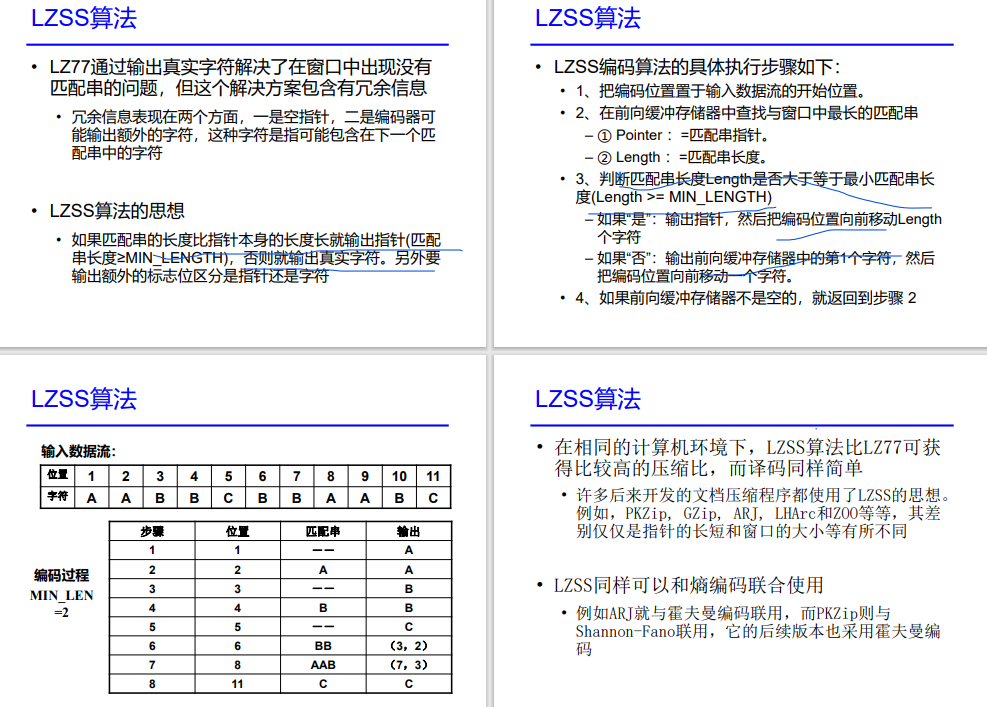 LZSS算法
• LZ77通过输出真实字符解决了在窗口中出现没有
匹配串的问题，但这个解决方案包含有冗余信息
• 冗余信息表现在两个方面，一是空指针，二是编码器可
能输出额外的字符，这种字符是指可能包含在下一个匹
配串中的字符
• LZSS算法的思想
• 如果匹配串的长度比指针本身的长度长就输出指针(匹配
串长度≥MIN_LENGTH)，否则就输出真实字符。另外要
输出额外的标志位区分是指针还是字符
LZSS算法
• LZSS编码算法的具体执行步骤如下：
• 1、把编码位置置于输入数据流的开始位置。
• 2、在前向缓冲存储器中查找与窗口中最长的匹配串
– ① Pointer ：=匹配串指针。
– ② Length ：=匹配串长度。
• 3、判断匹配串长度Length是否大于等于最小匹配串长
度(Length >= MIN_LENGTH)
– 如果“是”：输出指针，然后把编码位置向前移动Length
个字符
– 如果“否”：输出前向缓冲存储器中的第1个字符，然后
把编码位置向前移动一个字符。
• 4、如果前向缓冲存储器不是空的，就返回到步骤 2
LZSS算法
输入数据流：
位置 1 2 3 4 5 6 7 8 9 10 11
字符 A A B B C B B A A B C
编码过程
MIN_LEN
=2
步骤 位置 匹配串 输出
1 1 —— A
2 2 A A
3 3 —— B
4 4 B B
5 5 —— C
6 6 BB （3，2）
7 8 AAB （7，3）
8 11 C C
LZSS算法
• 在相同的计算机环境下，LZSS算法比LZ77可获
得比较高的压缩比，而译码同样简单
• 许多后来开发的文档压缩程序都使用了LZSS的思想。
例如，PKZip, GZip, ARJ, LHArc和ZOO等等，其差
别仅仅是指针的长短和窗口的大小等有所不同
• LZSS同样可以和熵编码联合使用
• 例如ARJ就与霍夫曼编码联用，而PKZip则与
Shannon-Fano联用，它的后续版本也采用霍夫曼编
码